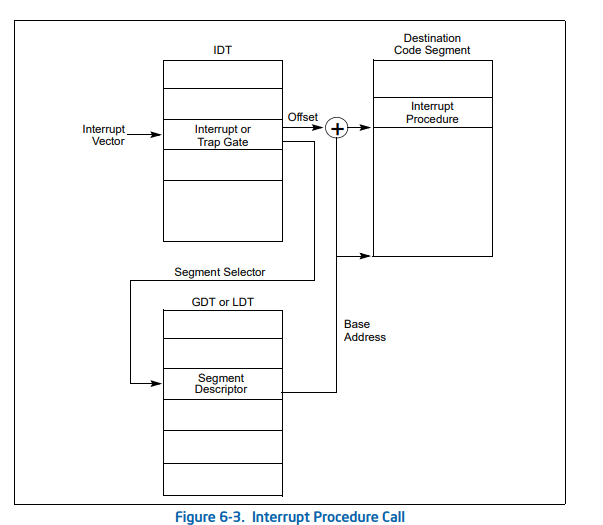 IDT
Destination
Code Segment
Interrupt
Vector
Interrupt or
Trap Gate
Offset
+
Interrupt
Procedure
Segment Selector
GDT or LDT
Base
Address
Segment
Descriptor
Figure 6-3. Interrupt Procedure Call